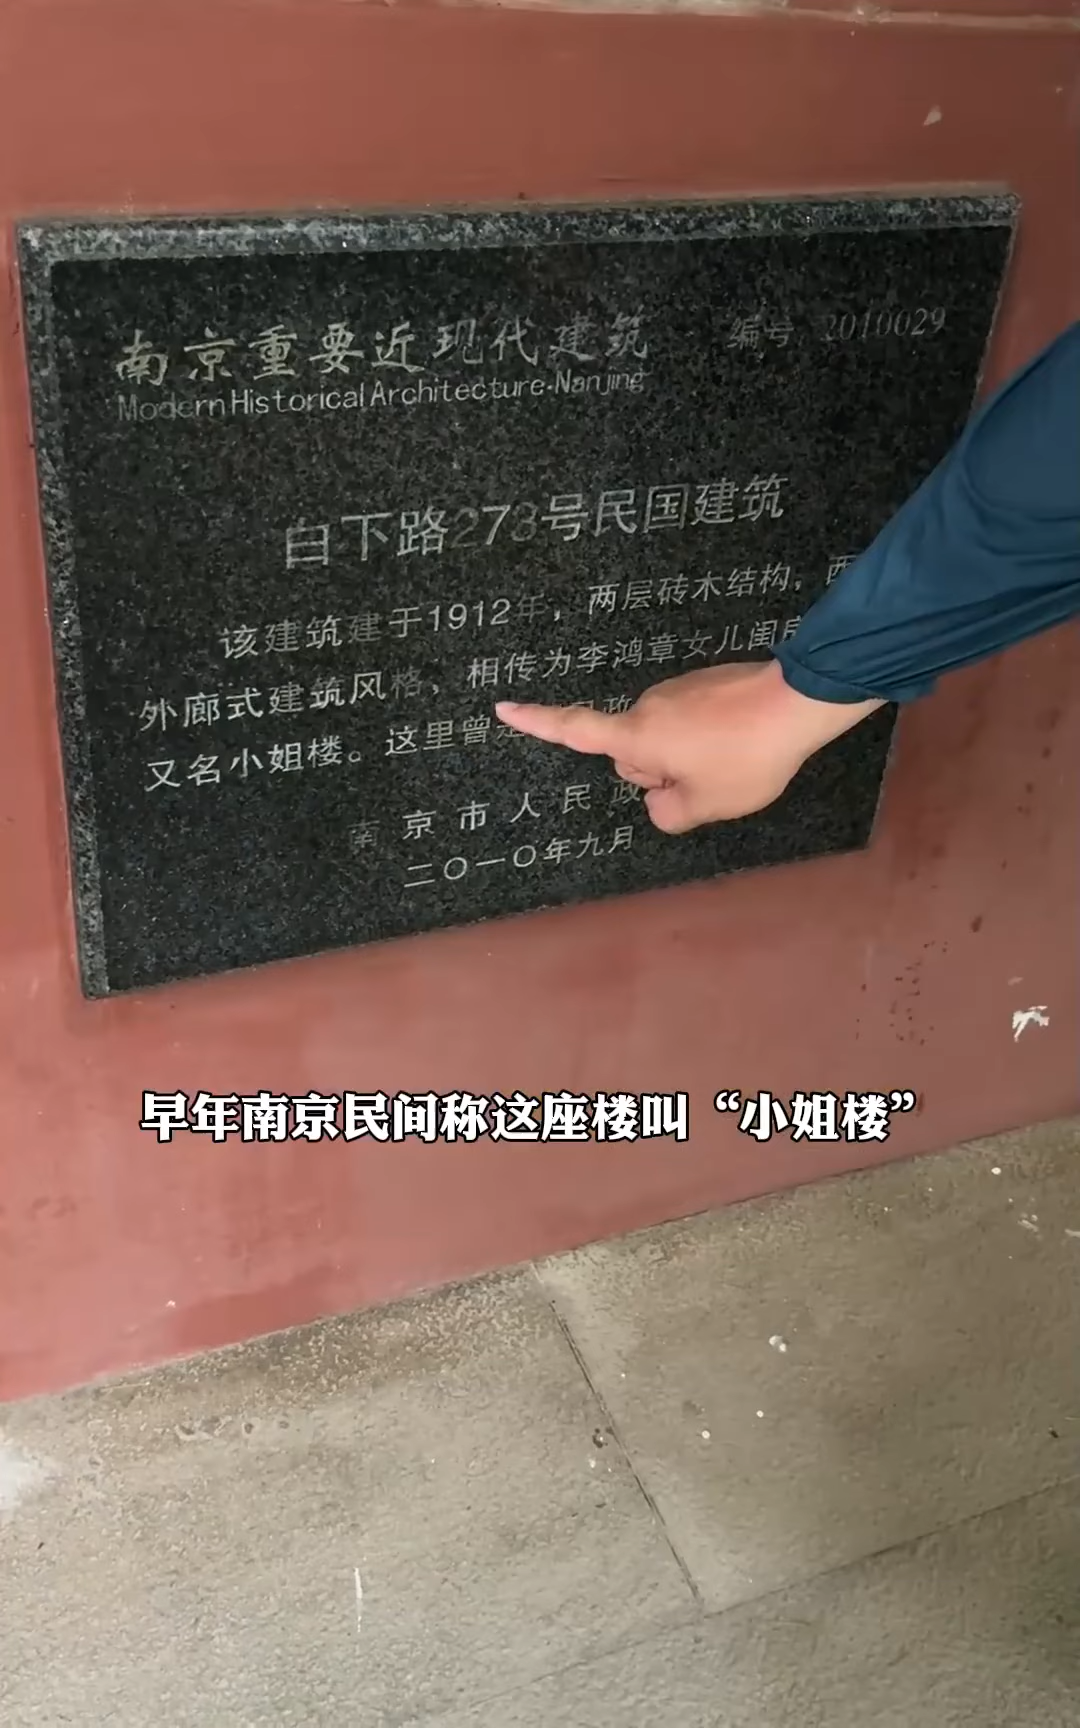 南京重要近现代建筑
编号 2010029
Modern Historical Architecture·Nanjing
白下路273号民国建筑
该建筑建于1912年，两层砖木结构，西
外廊式建筑风格，相传为李鸿章女儿闺房
又名小姐楼。这里曾是
南京市人民政
二〇一〇年九月
早年南京民间称这座楼叫“小姐楼”